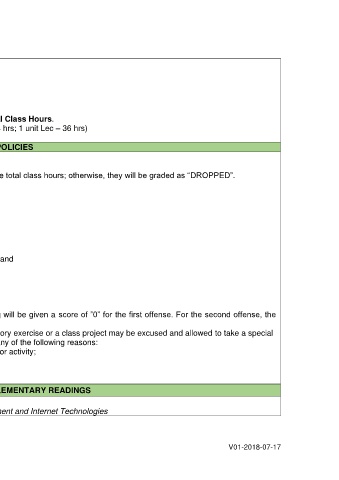 l Class Hours.
hrs; 1 unit Lec – 36 hrs)
POLICIES
e total class hours; otherwise, they will be graded as “DROPPED”.
and
g will be given a score of "0" for the first offense. For the second offense, the
ory exercise or a class project may be excused and allowed to take a special
any of the following reasons:
or activity;
LEMENTARY READINGS
ment and Internet Technologies
V01-2018-07-17